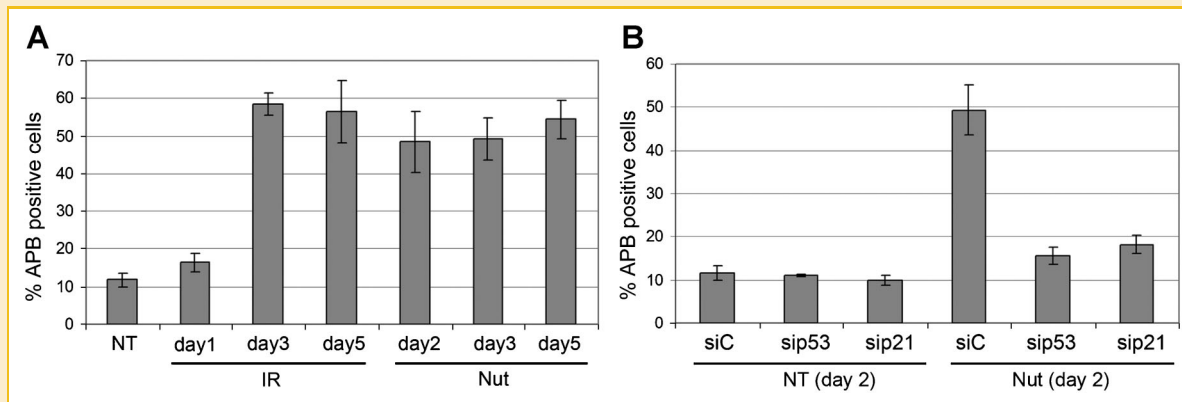 A
% APB positive cells
70
60
50
40
30
20
10
0
NT day1 day3 day5 day2 day3 day5
IR Nut
B
% APB positive cells
60
50
40
30
20
10
0
siC sip53 sip21 siC sip53 sip21
NT (day 2) Nut (day 2)